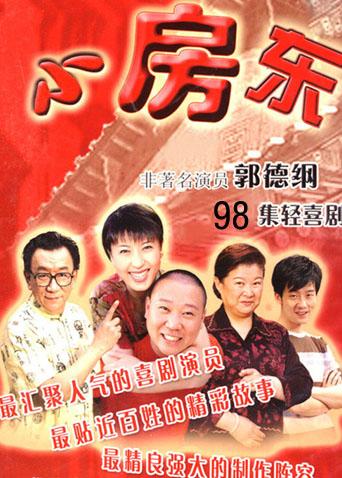 小房东
非著名演员 郭德纲
98 集轻喜剧
最汇聚人气的喜剧演员
最贴近百姓的精彩故事
最精良强大的制作阵容